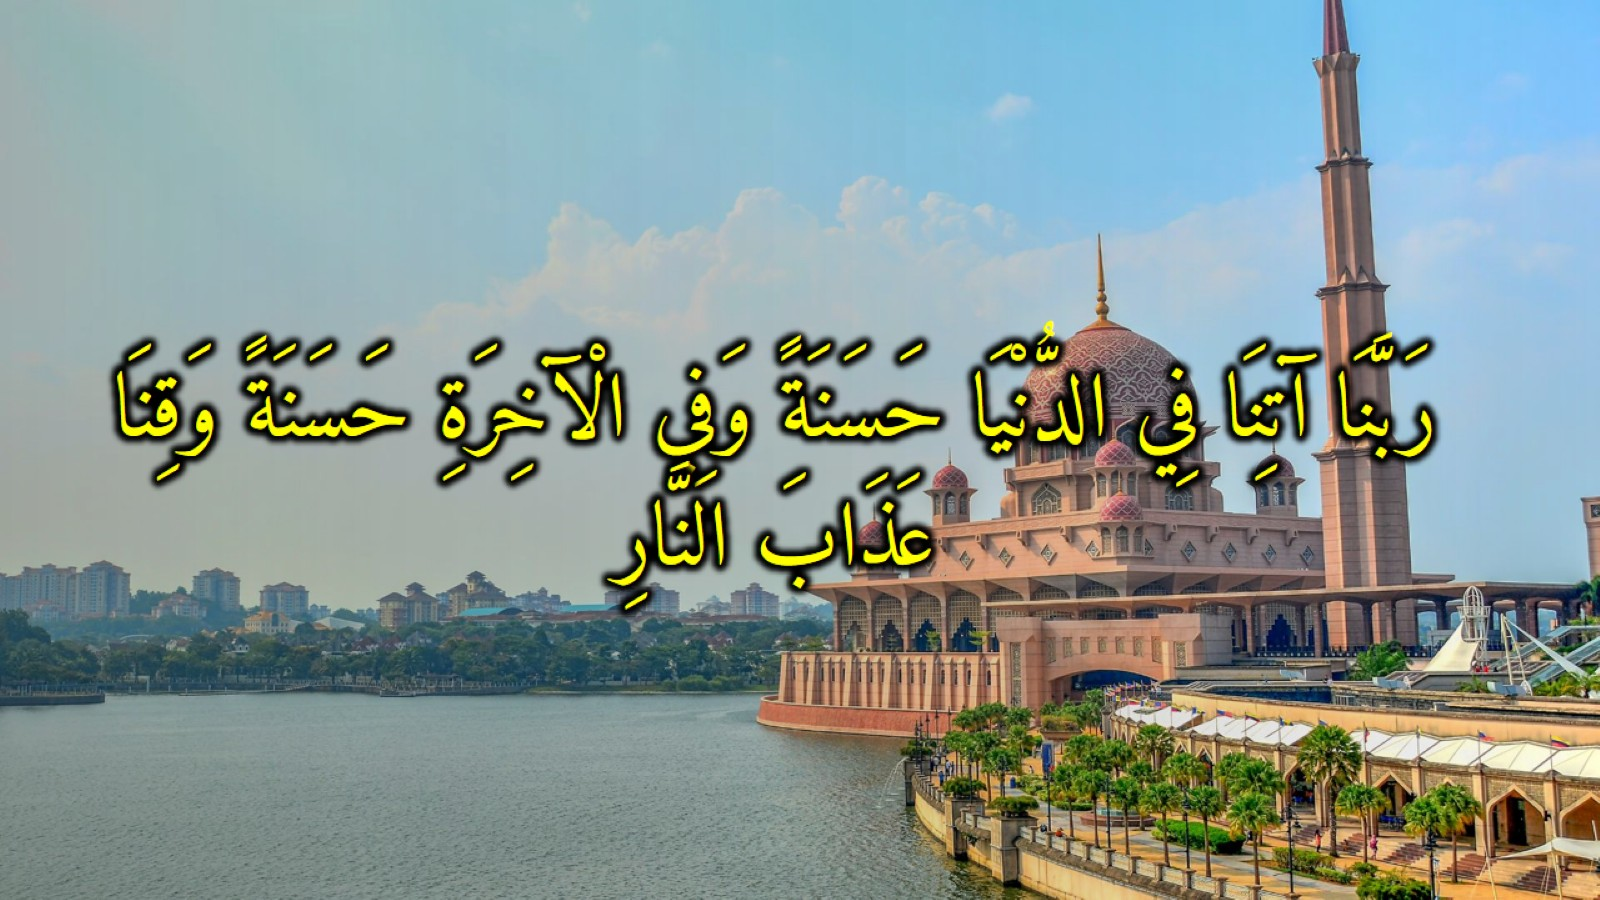 رَبَّنَا آتِنَا فِي الدُّنْيَا حَسَنَةً وَفِي الْآخِرَةِ حَسَنَةً وَقِنَا
عَذَابَ النَّارِ